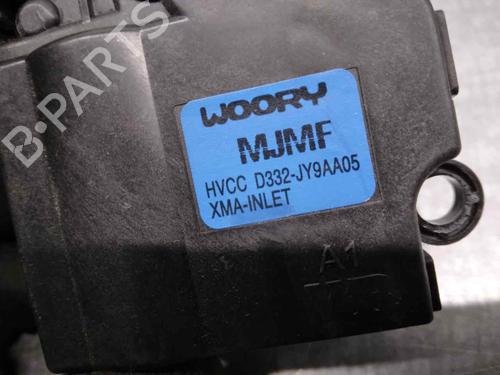 B-PARTS
WOORY
MJMF
HVCC D332-JY9AA05
XMA-INLET
A1